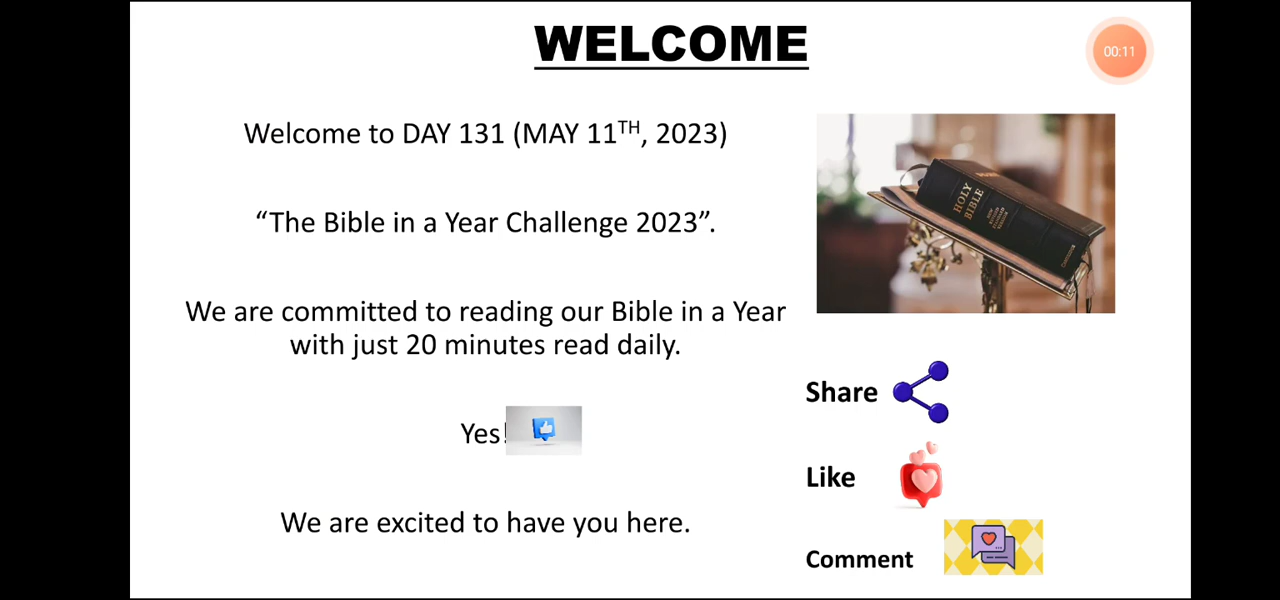 WELCOME
00:11
Welcome to DAY 131 (MAY 11TH, 2023)
“The Bible in a Year Challenge 2023”.
We are committed to reading our Bible in a Year
with just 20 minutes read daily.
Yes!
We are excited to have you here.
HOLY
BIBLE
Share
Like
Comment